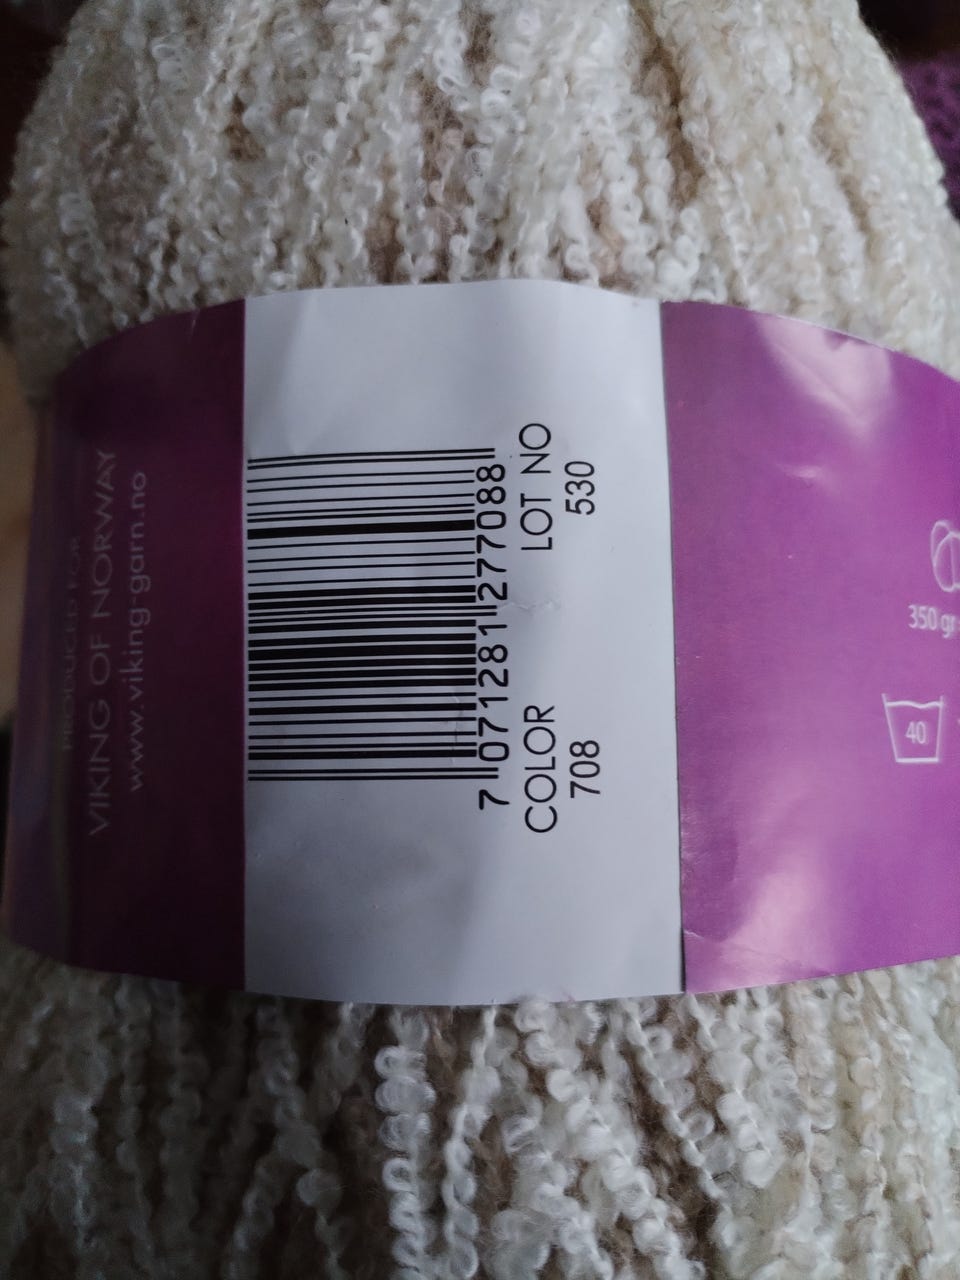 PRODUCED FOR
VIKING OF NORWAY
www.viking-garn.no
7 071281 277088
COLOR LOT NO
708 530
350 gr
40